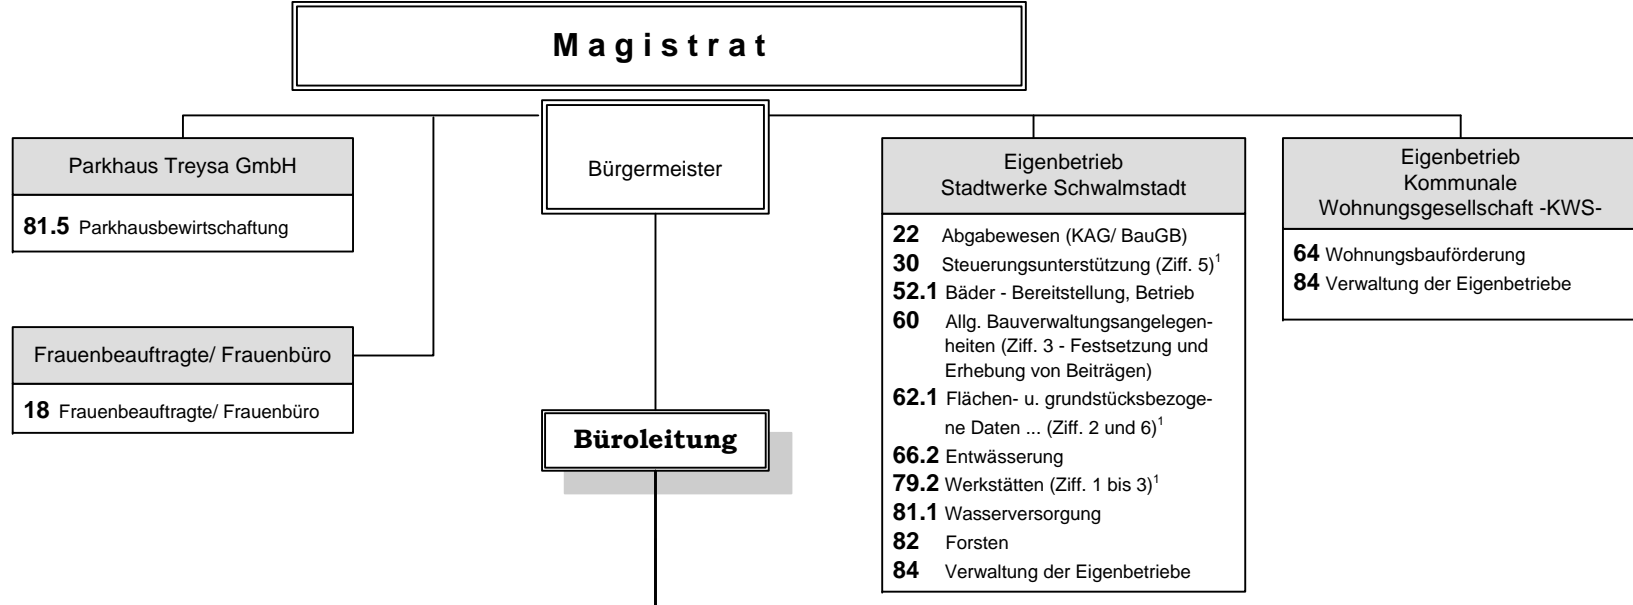 M a g i s t r a t
Bürgermeister
Parkhaus Treysa GmbH
81.5 Parkhausbewirtschaftung
Frauenbeauftragte/ Frauenbüro
18 Frauenbeauftragte/ Frauenbüro
Büroleitung
Eigenbetrieb
Stadtwerke Schwalmstadt
22 Abgabewesen (KAG/ BauGB)
30 Steuerungsunterstützung (Ziff. 5)¹
52.1 Bäder - Bereitstellung, Betrieb
60 Allg. Bauverwaltungsangelegen-
heiten (Ziff. 3 - Festsetzung und
Erhebung von Beiträgen)
62.1 Flächen- u. grundstücksbezoge-
ne Daten ... (Ziff. 2 und 6)¹
66.2 Entwässerung
79.2 Werkstätten (Ziff. 1 bis 3)¹
81.1 Wasserversorgung
82 Forsten
84 Verwaltung der Eigenbetriebe
Eigenbetrieb
Kommunale
Wohnungsgesellschaft -KWS-
64 Wohnungsbauförderung
84 Verwaltung der Eigenbetriebe